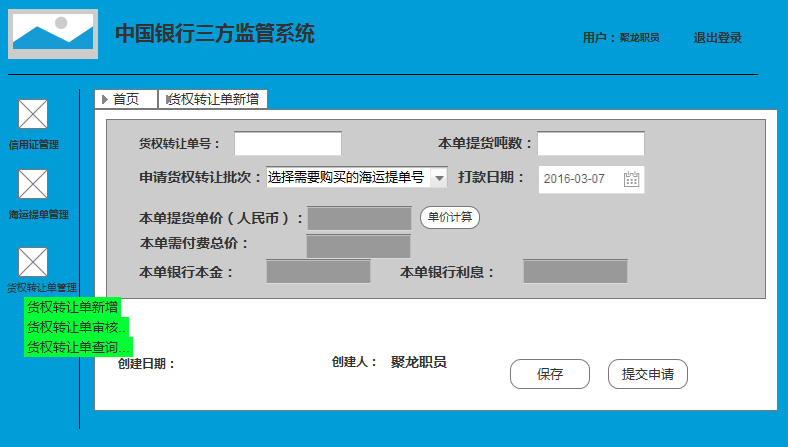 中国银行三方监管系统
用户：聚龙职员 退出登录
首页 货权转让单新增
信用证管理
海运提单管理
货权转让单管理
货权转让单新增
货权转让单审核..
货权转让单查询...
货权转让单号： 本单提货吨数：
申请货权转让批次：选择需要购买的海运提单号 打款日期： 2016-03-07
本单提货单价（人民币）： 单价计算
本单需付费总价：
本单银行本金： 本单银行利息：
创建日期： 创建人： 聚龙职员 保存 提交申请